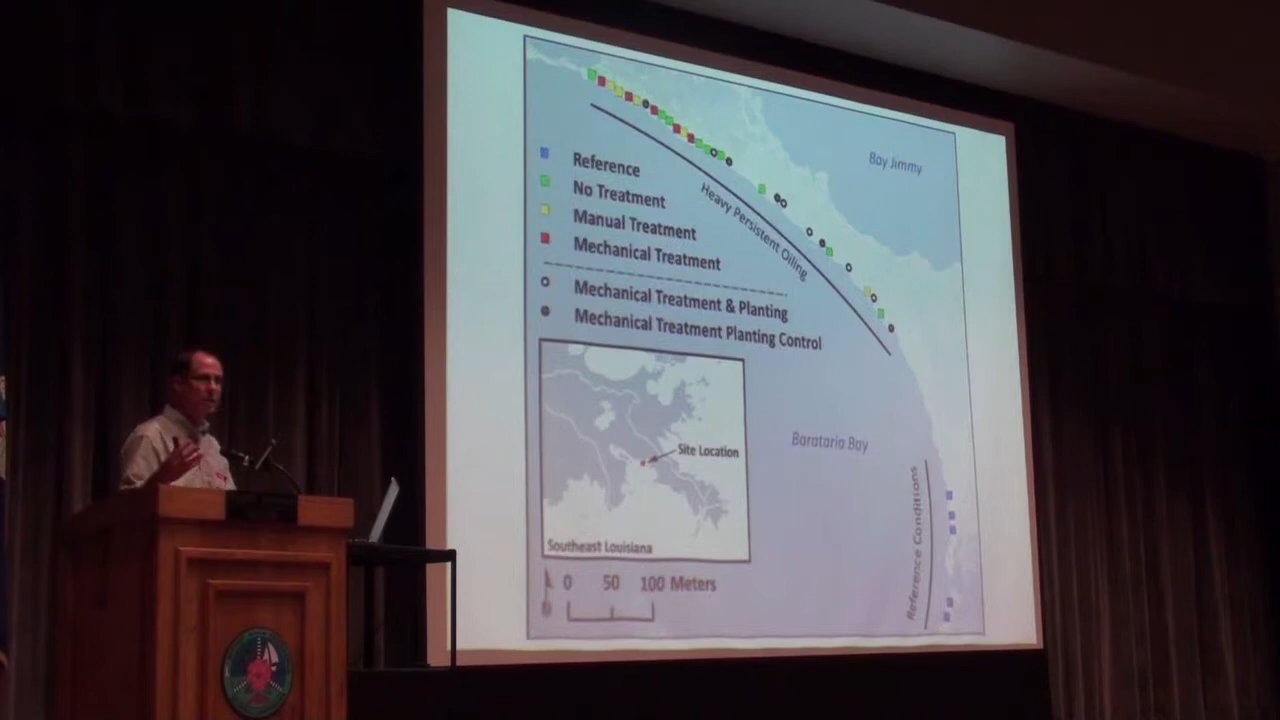 Bay Jimmy
Heavy Persistent Oiling
Reference
No Treatment
Manual Treatment
Mechanical Treatment
Mechanical Treatment & Planting
Mechanical Treatment Planting Control
Barataria Bay
Reference Conditions
Site Location
Southeast Louisiana
0 50 100 Meters